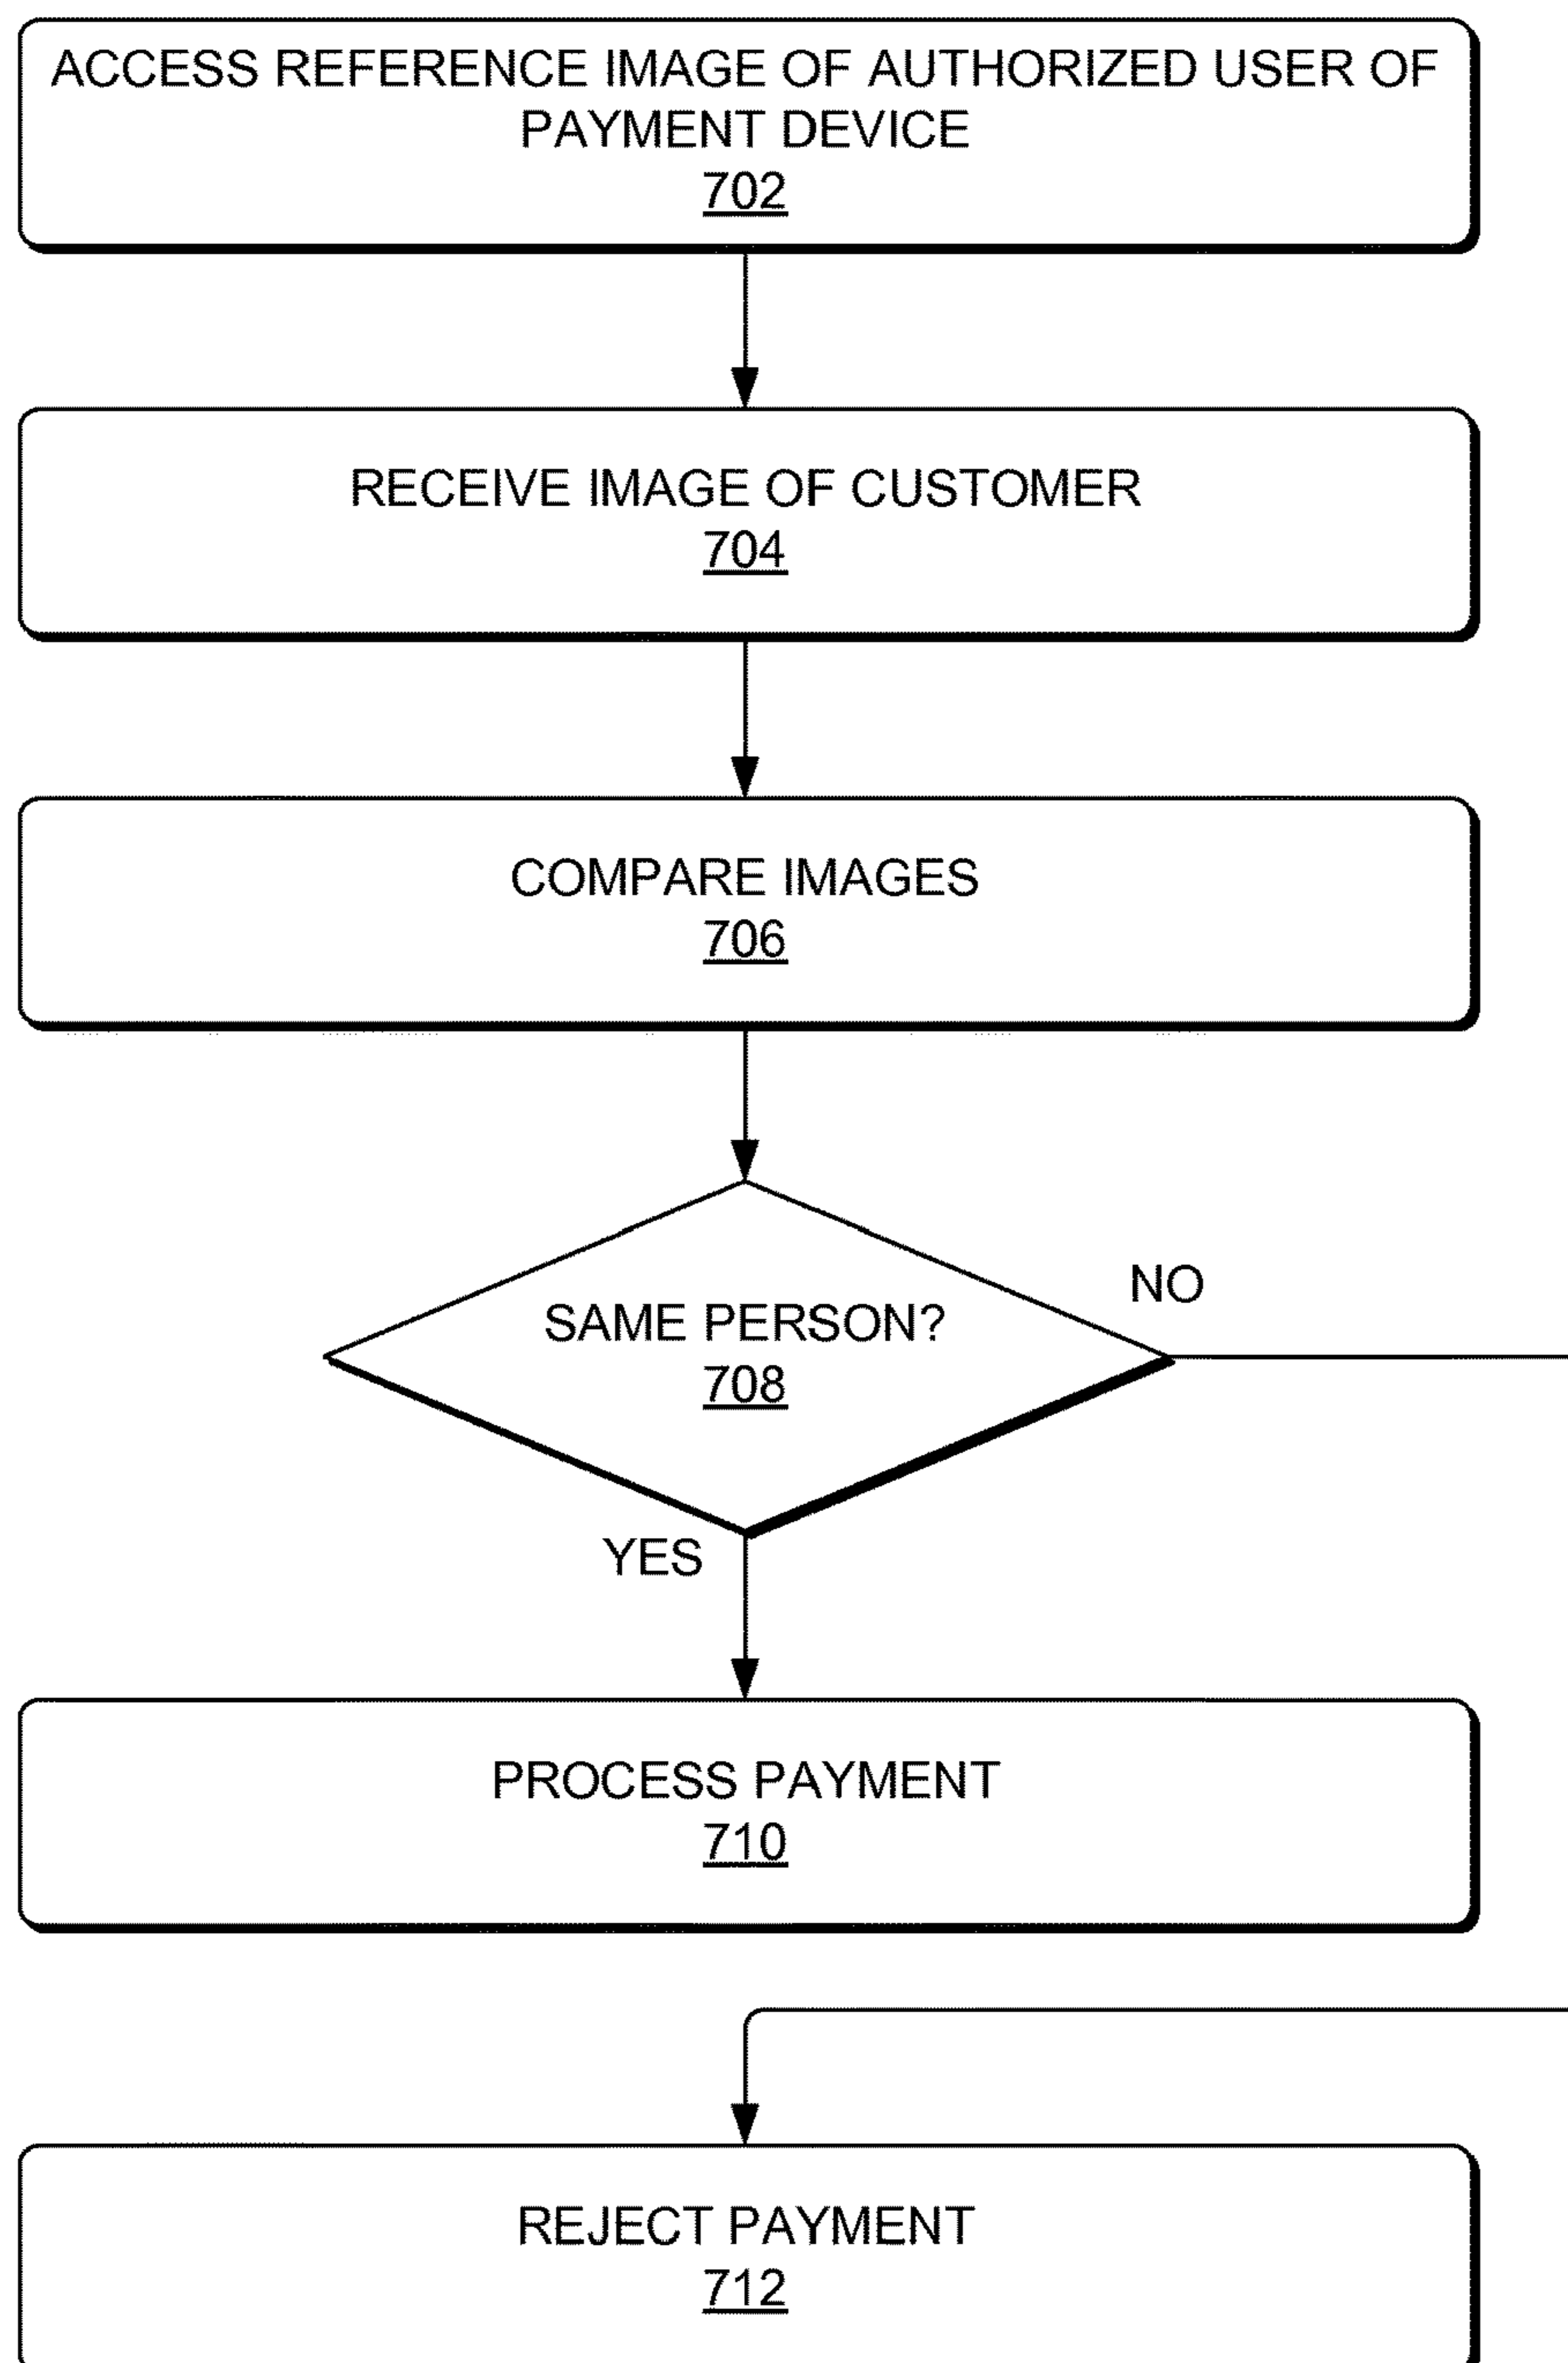 ACCESS REFERENCE IMAGE OF AUTHORIZED USER OF
PAYMENT DEVICE
702
RECEIVE IMAGE OF CUSTOMER
704
COMPARE IMAGES
706
SAME PERSON?
708
NO
YES
PROCESS PAYMENT
710
REJECT PAYMENT
712